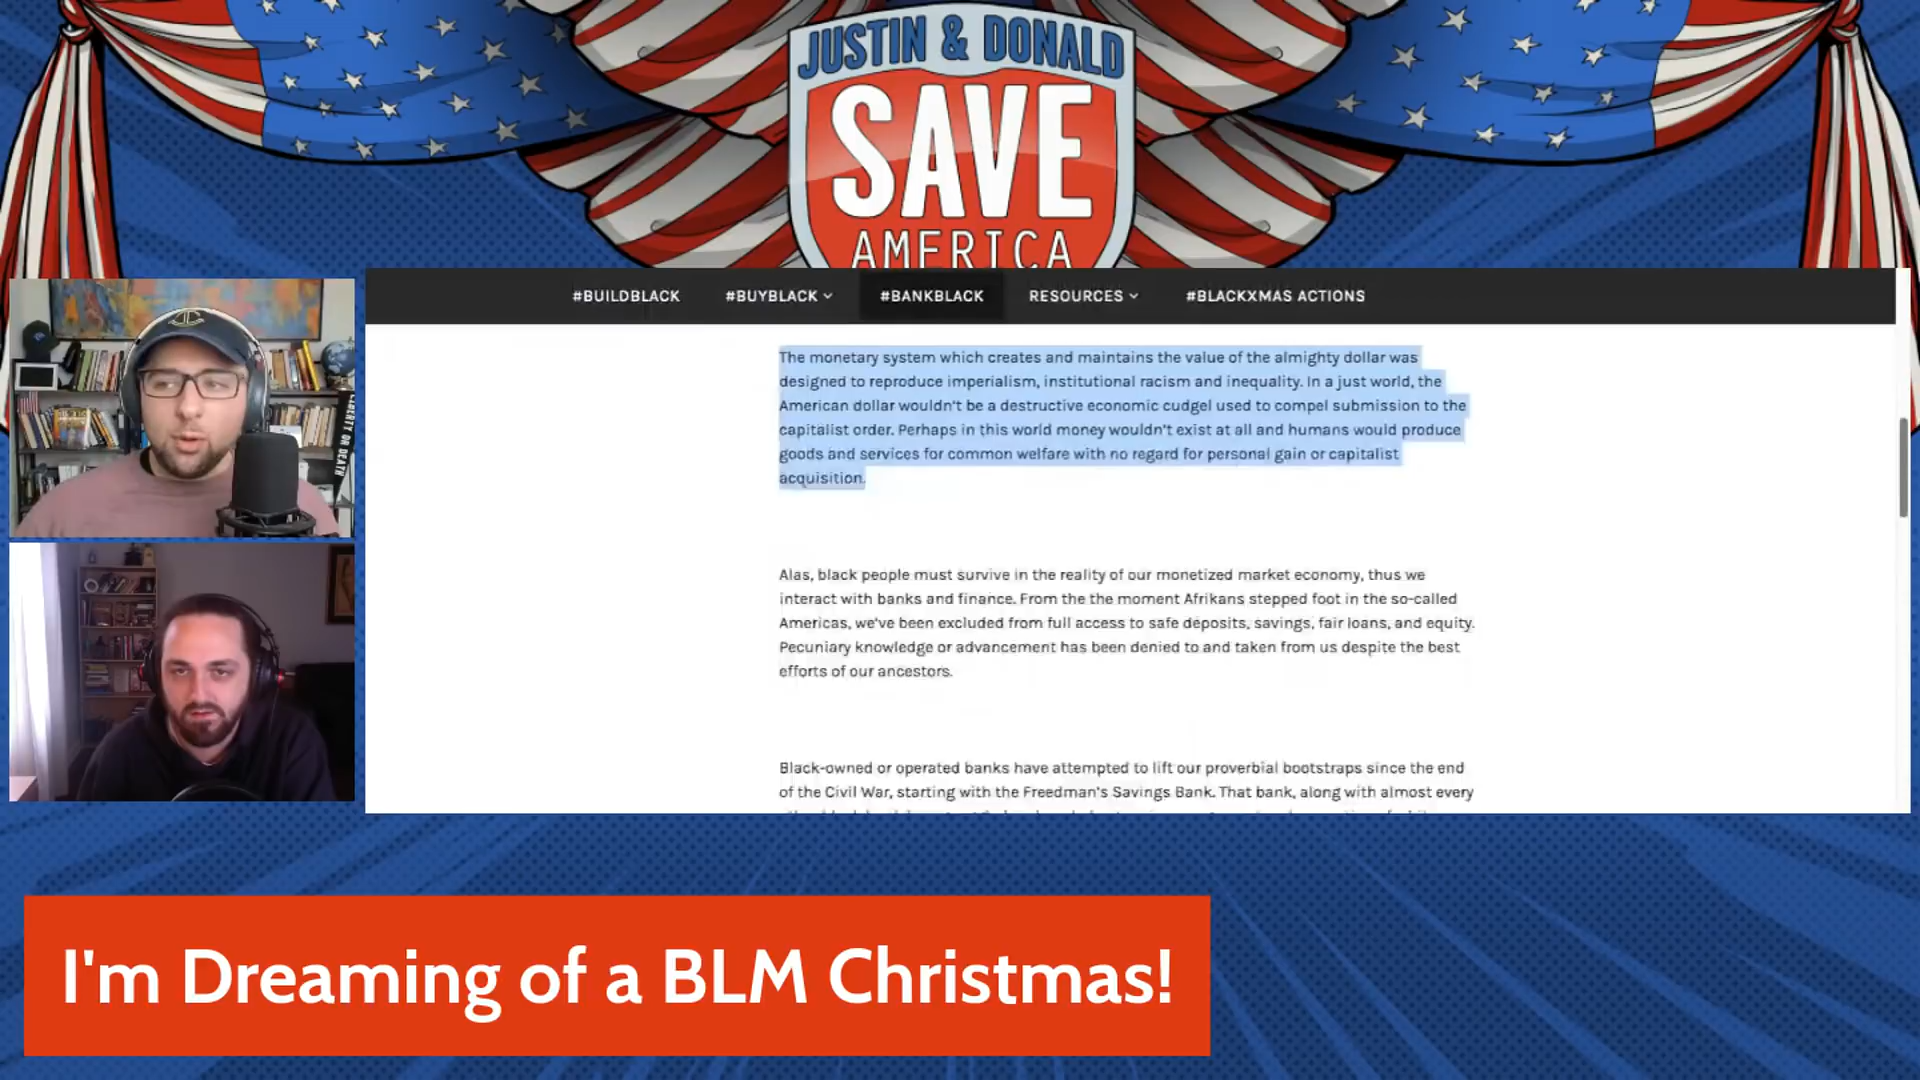 JUSTIN & DONALD
SAVE
AMERICA
#BUILDBLACK
#BUYBLACK
#BANKBLACK
RESOURCES
#BLACKXMAS ACTIONS
LIBERTY OR DEATH
The monetary system which creates and maintains the value of the almighty dollar was
designed to reproduce imperialism, institutional racism and inequality. In a just world, the
American dollar wouldn't be a destructive economic cudgel used to compel submission to the
capitalist order. Perhaps in this world money wouldn't exist at all and humans would produce
goods and services for common welfare with no regard for personal gain or capitalist
acquisition.
Alas, black people must survive in the reality of our monetized market economy, thus we
interact with banks and finance. From the the moment Afrikans stepped foot in the so-called
Americas, we've been excluded from full access to safe deposits, savings, fair loans, and equity.
Pecuniary knowledge or advancement has been denied to and taken from us despite the best
efforts of our ancestors.
Black-owned or operated banks have attempted to lift our proverbial bootstraps since the end
of the Civil War, starting with the Freedman's Savings Bank. That bank, along with almost every
I'm Dreaming of a BLM Christmas!